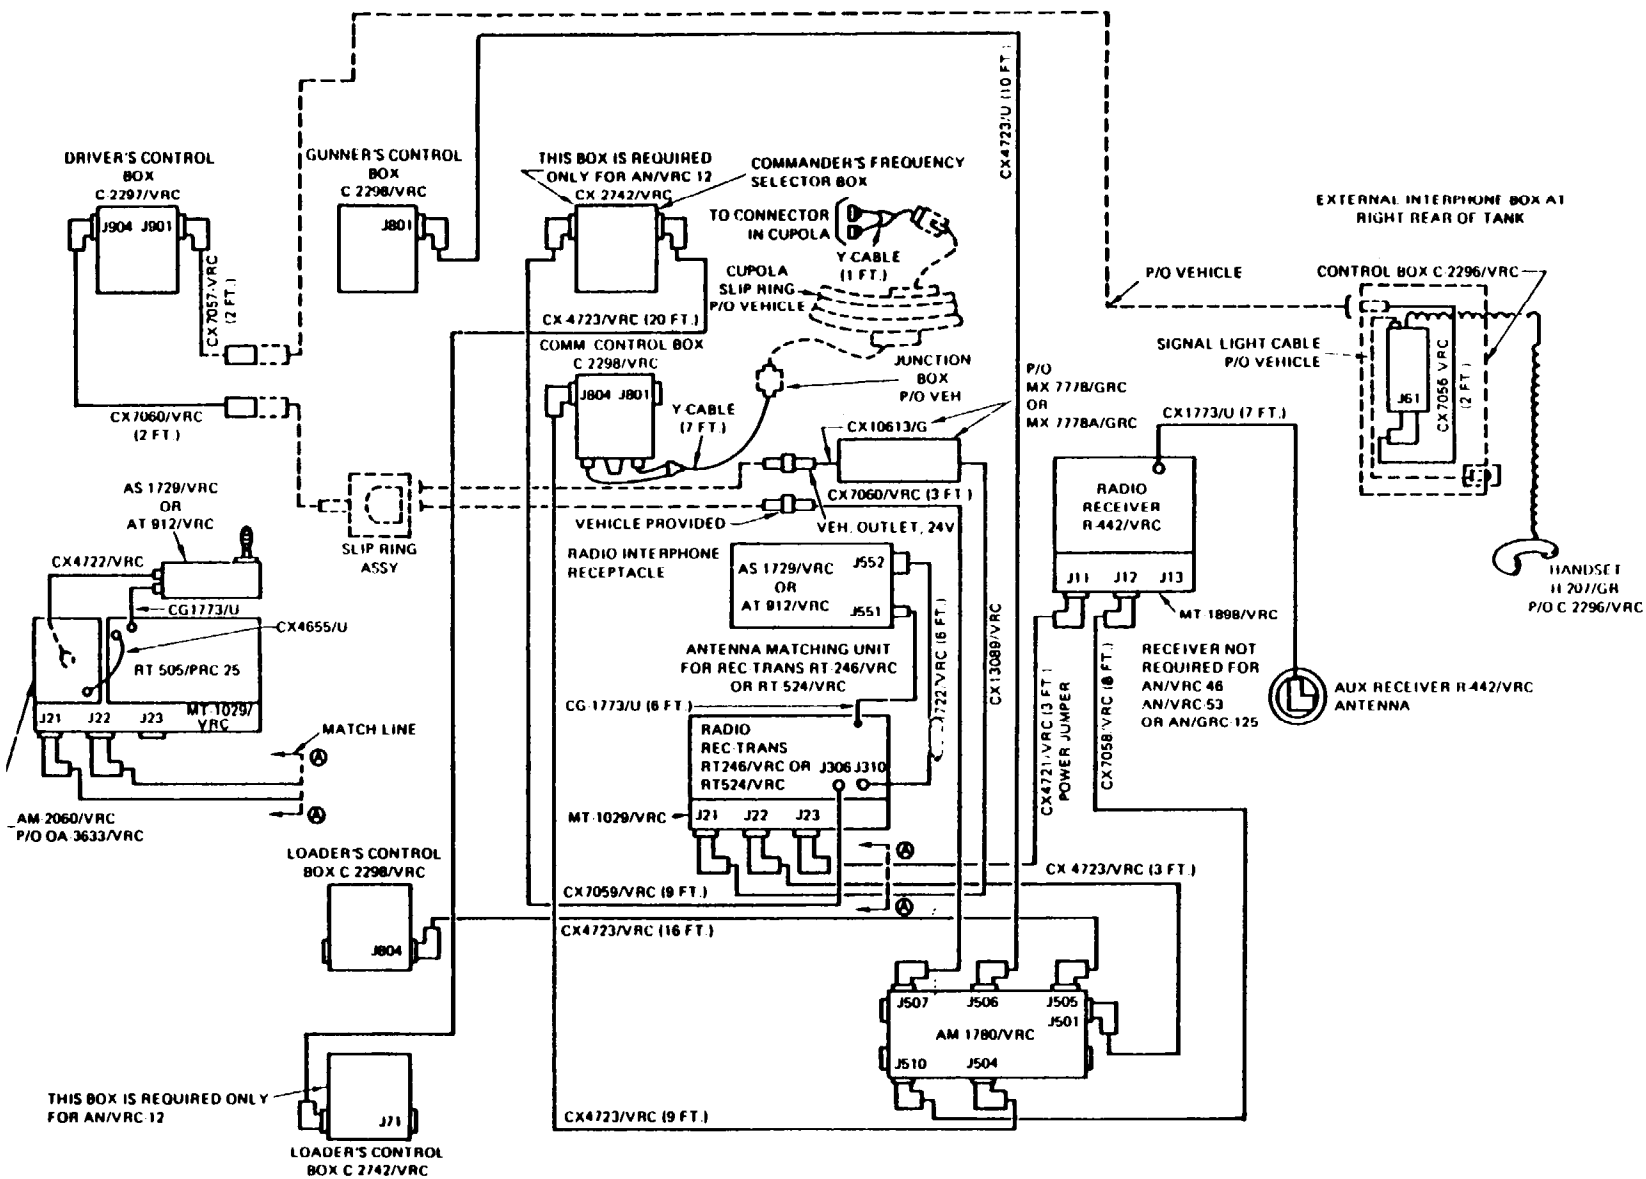 DRIVER'S CONTROL
BOX
C-2297/VRC
J904 J901
CX7057-VRC
(2 FT.)
CX7060/VRC
(2 FT.)
GUNNER'S CONTROL
BOX
C 2298/VRC
J801
THIS BOX IS REQUIRED
ONLY FOR AN/VRC 12
CX-2742/VRC
COMMANDER'S FREQUENCY
SELECTOR BOX
TO CONNECTOR
IN CUPOLA
Y-CABLE
(1 FT.)
CUPOLA
SLIP RING
P/O VEHICLE
CX4723/U (10 FT.)
CX-4723/VRC (20 FT.)
COMM CONTROL BOX
C 2298/VRC
J804 J801
Y-CABLE
(7 FT.)
JUNCTION
BOX
P/O VEH
P/O
MX 7778/GRC
OR
MX 7778A/GRC
CX10613/G
CX7060/VRC (3 FT)
VEHICLE PROVIDED
VEH. OUTLET, 24V
RADIO INTERPHONE
RECEPTACLE
P/O VEHICLE
EXTERNAL INTERPHONE BOX AT
RIGHT REAR OF TANK
CONTROL BOX C-2296/VRC
SIGNAL LIGHT CABLE
P/O VEHICLE
J61
CX7056 VRC
(2 FT.)
HANDSET
H 207/GR
P/O C 2296/VRC
CX1773/U (7 FT.)
RADIO
RECEIVER
R-442/VRC
J11 J12 J13
MT-1898/VRC
RECEIVER NOT
REQUIRED FOR
AN/VRC 46
AN/VRC-53
OR AN/GRC-125
AUX RECEIVER R-442/VRC
ANTENNA
CX4721/VRC (3 FT.)
POWER JUMPER
CX7058/VRC (8 FT.)
CX13089/VRC
SLIP RING
ASSY
AS 1729/VRC
OR
AT 912/VRC
CX4722/VRC
CG1773/U
CX4655/U
RT 505/PRC 25
MT-1029/
VRC
J21 J22 J23
MATCH LINE
A
A
AM-2060/VRC
P/O OA-3633/VRC
AS 1729/VRC
OR
AT 912/VRC
J552
J551
ANTENNA MATCHING UNIT
FOR REC-TRANS RT-246/VRC
OR RT-524/VRC
CG-1773/U (6 FT.)
RADIO
REC-TRANS
RT246/VRC OR
RT524/VRC
J306 J310
MT-1029/VRC
J21 J22 J23
A
A
CX7059/VRC (9 FT.)
CX 4723/VRC (3 FT.)
LOADER'S CONTROL
BOX C 2298/VRC
J804
CX4723/VRC (16 FT.)
J507 J506 J505
J501
AM 1780/VRC
J510 J504
THIS BOX IS REQUIRED ONLY
FOR AN/VRC-12
J71
LOADER'S CONTROL
BOX C 2742/VRC
CX4723/VRC (9 FT.)